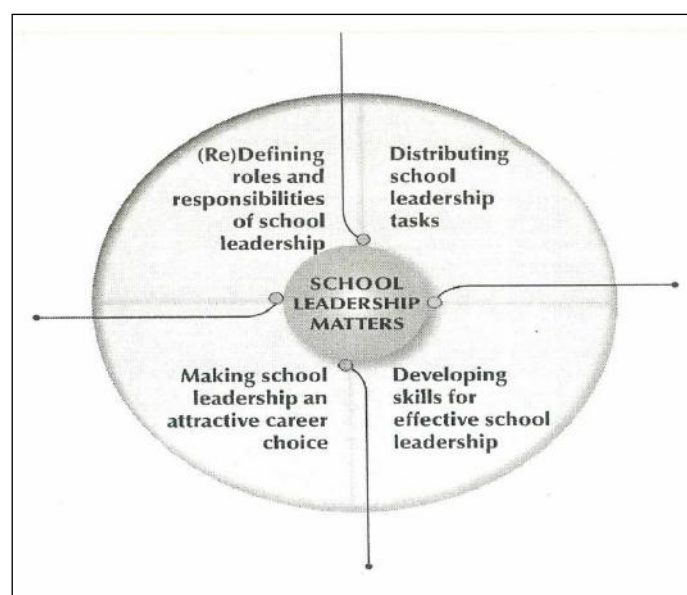 (Re)Defining
roles and
responsibilities
of school
leadership
Distributing
school
leadership
tasks
SCHOOL
LEADERSHIP
MATTERS
Making school
leadership an
attractive career
choice
Developing
skills for
effective school
leadership